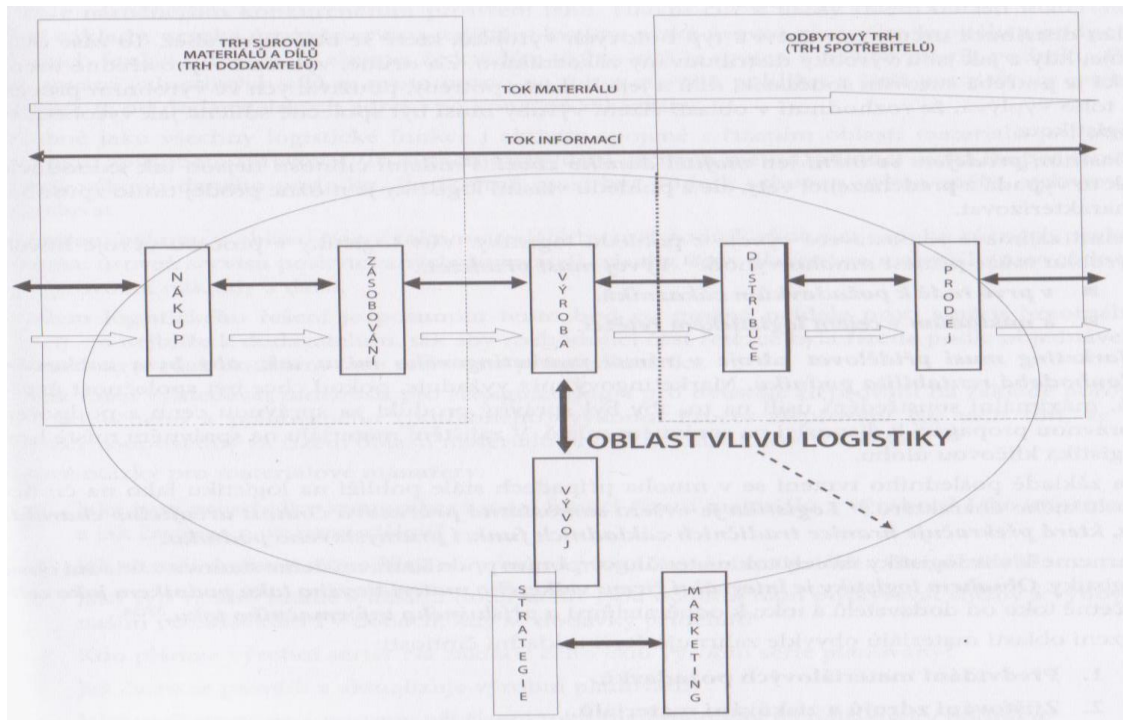 TRH SUROVIN
MATERIÁLŮ A DÍLŮ
(TRH DODAVATELŮ)
ODBYTOVÝ TRH
(TRH SPOTŘEBITELŮ)
TOK MATERIÁLU
TOK INFORMACÍ
NÁKUP
ZÁSOBOVÁNÍ
VÝROBA
DISTRIBUCE
PRODEJ
OBLAST VLIVU LOGISTIKY
VÝVOJ
STRATEGIE
MARKETING